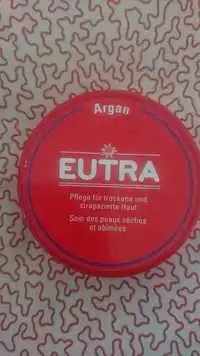 Argan
EUTRA
Pflege für trockene und
strapazierte Haut
Soin des peaux sèches
et abîmées